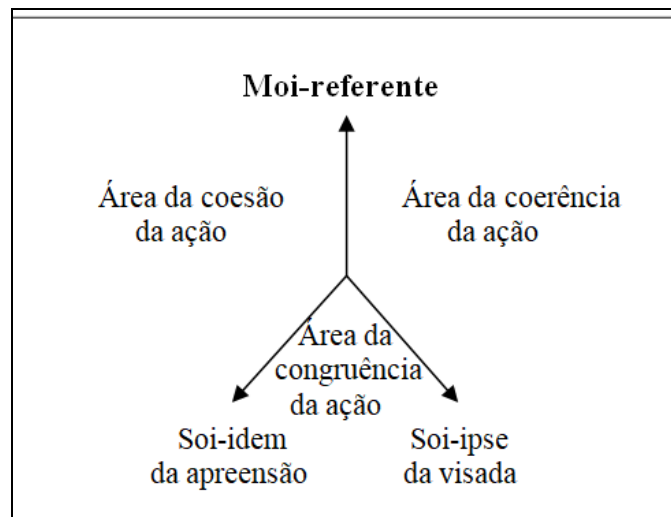 Moi-referente
Área da coesão
da ação
Área da coerência
da ação
Área da
congruência
da ação
Soi-idem
da apreensão
Soi-ipse
da visada